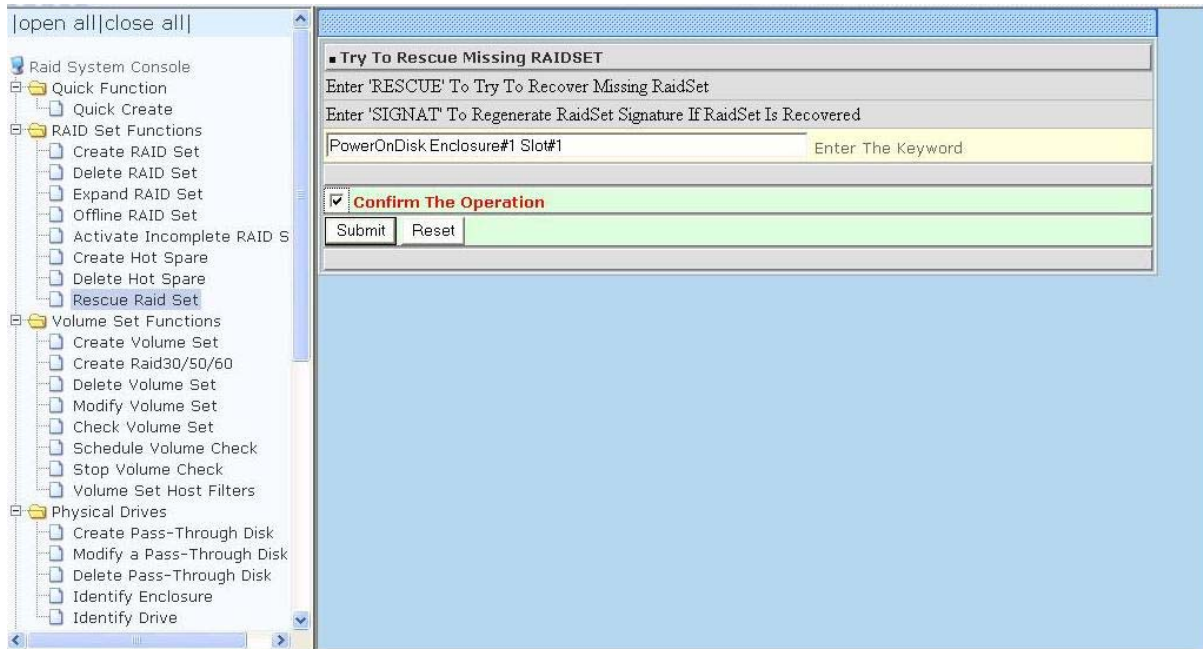 |open all|close all|
Raid System Console
Quick Function
Quick Create
RAID Set Functions
Create RAID Set
Delete RAID Set
Expand RAID Set
Offline RAID Set
Activate Incomplete RAID S
Create Hot Spare
Delete Hot Spare
Rescue Raid Set
Volume Set Functions
Create Volume Set
Create Raid30/50/60
Delete Volume Set
Modify Volume Set
Check Volume Set
Schedule Volume Check
Stop Volume Check
Volume Set Host Filters
Physical Drives
Create Pass-Through Disk
Modify a Pass-Through Disk
Delete Pass-Through Disk
Identify Enclosure
Identify Drive
Try To Rescue Missing RAIDSET
Enter 'RESCUE' To Try To Recover Missing RaidSet
Enter 'SIGNAT' To Regenerate RaidSet Signature If RaidSet Is Recovered
PowerOnDisk Enclosure#1 Slot#1 Enter The Keyword
Confirm The Operation
Submit Reset